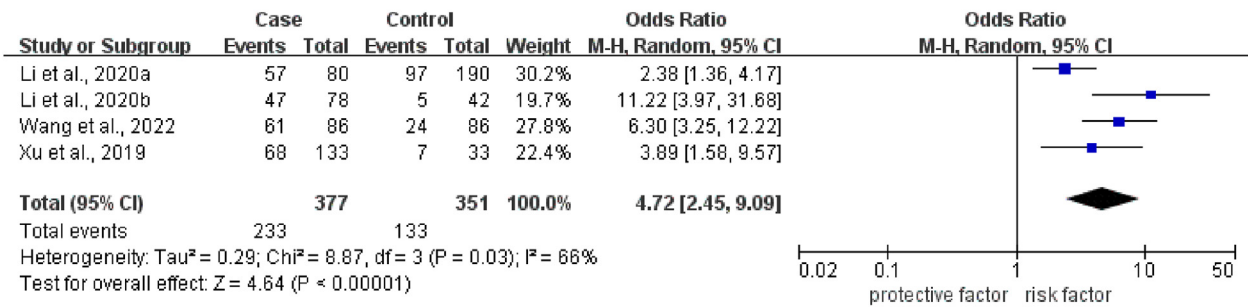 Case Control Odds Ratio Odds Ratio
Study or Subgroup Events Total Events Total Weight M-H, Random, 95% CI M-H, Random, 95% CI
Li et al., 2020a 57 80 97 190 30.2% 2.38 [1.36, 4.17]
Li et al., 2020b 47 78 5 42 19.7% 11.22 [3.97, 31.68]
Wang et al., 2022 61 86 24 86 27.8% 6.30 [3.25, 12.22]
Xu et al., 2019 68 133 7 33 22.4% 3.89 [1.58, 9.57]
Total (95% CI) 377 351 100.0% 4.72 [2.45, 9.09]
Total events 233 133
Heterogeneity: Tau² = 0.29; Chi² = 8.87, df = 3 (P = 0.03); I² = 66%
Test for overall effect: Z = 4.64 (P < 0.00001)
0.02 0.1 1 10 50
protective factor risk factor